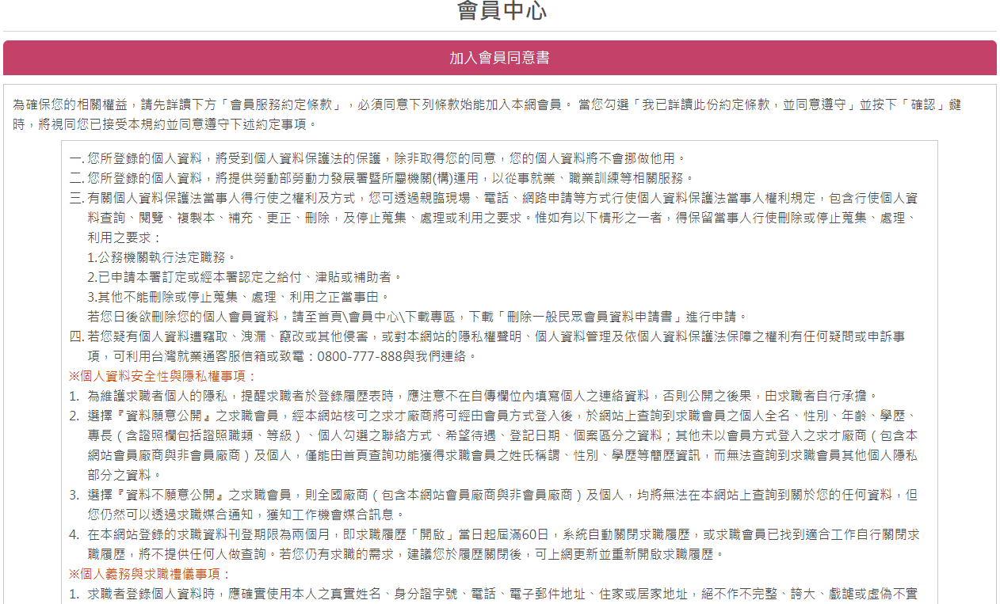 會員中心
加入會員同意書
為確保您的相關權益，請先詳讀下方「會員服務約定條款」，必須同意下列條款始能加入本網會員。 當您勾選「我已詳讀此份約定條款，並同意遵守」並按下「確認」鍵
時，將視同您已接受本規約並同意遵守下述約定事項。
一. 您所登錄的個人資料，將受到個人資料保護法的保護，除非取得您的同意，您的個人資料將不會挪做他用。
二. 您所登錄的個人資料，將提供勞動部勞動力發展署暨所屬機關(構)運用，以從事就業、職業訓練等相關服務。
三. 有關個人資料保護法當事人得行使之權利及方式，您可透過親臨現場、電話、網路申請等方式行使個人資料保護法當事人權利規定，包含行使個人資
料查詢、閱覽、複製本、補充、更正、刪除，及停止蒐集、處理或利用之要求。惟如有以下情形之一者，得保留當事人行使刪除或停止蒐集、處理、
利用之要求：
1.公務機關執行法定職務。
2.已申請本署訂定或經本署認定之給付、津貼或補助者。
3.其他不能刪除或停止蒐集、處理、利用之正當事由。
若您日後欲刪除您的個人會員資料，請至首頁\會員中心\下載專區，下載「刪除一般民眾會員資料申請書」進行申請。
四. 若您疑有個人資料遭竊取、洩漏、竄改或其他侵害，或對本網站的隱私權聲明、個人資料管理及依個人資料保護法保障之權利有任何疑問或申訴事
項，可利用台灣就業通客服信箱或致電：0800-777-888與我們連絡。
※個人資料安全性與隱私權事項：
1. 為維護求職者個人的隱私，提醒求職者於登錄履歷表時，應注意不在自傳欄位內填寫個人之連絡資料，否則公開之後果，由求職者自行承擔。
2. 選擇『資料願意公開』之求職會員，經本網站核可之求才廠商將可經由會員方式登入後，於網站上查詢到求職會員之個人全名、性別、年齡、學歷、
專長（含證照欄包括證照職類、等級）、個人勾選之聯絡方式、希望待遇、登記日期、個案區分之資料；其他未以會員方式登入之求才廠商（包含本
網站會員廠商與非會員廠商）及個人，僅能由首頁查詢功能獲得求職會員之姓氏稱謂、性別、學歷等簡歷資訊，而無法查詢到求職會員其他個人隱私
部分之資料。
3. 選擇『資料不願意公開』之求職會員，則全國廠商（包含本網站會員廠商與非會員廠商）及個人，均將無法在本網站上查詢到關於您的任何資料，但
您仍然可以透過求職媒合通知，獲知工作機會媒合訊息。
4. 在本網站登錄的求職資料刊登期限為兩個月，即求職履歷「開啟」當日起屆滿60日，系統自動關閉求職履歷，或求職會員已找到適合工作自行關閉求
職履歷，將不提供任何人做查詢。若您仍有求職的需求，建議您於履歷關閉後，可上網更新並重新開啟求職履歷。
※個人義務與求職禮儀事項：
1. 求職者登錄個人資料時，應確實使用本人之真實姓名、身分證字號、電話、電子郵件地址、住家或居家地址，絕不作不完整、誇大、戲謔或虛偽不實